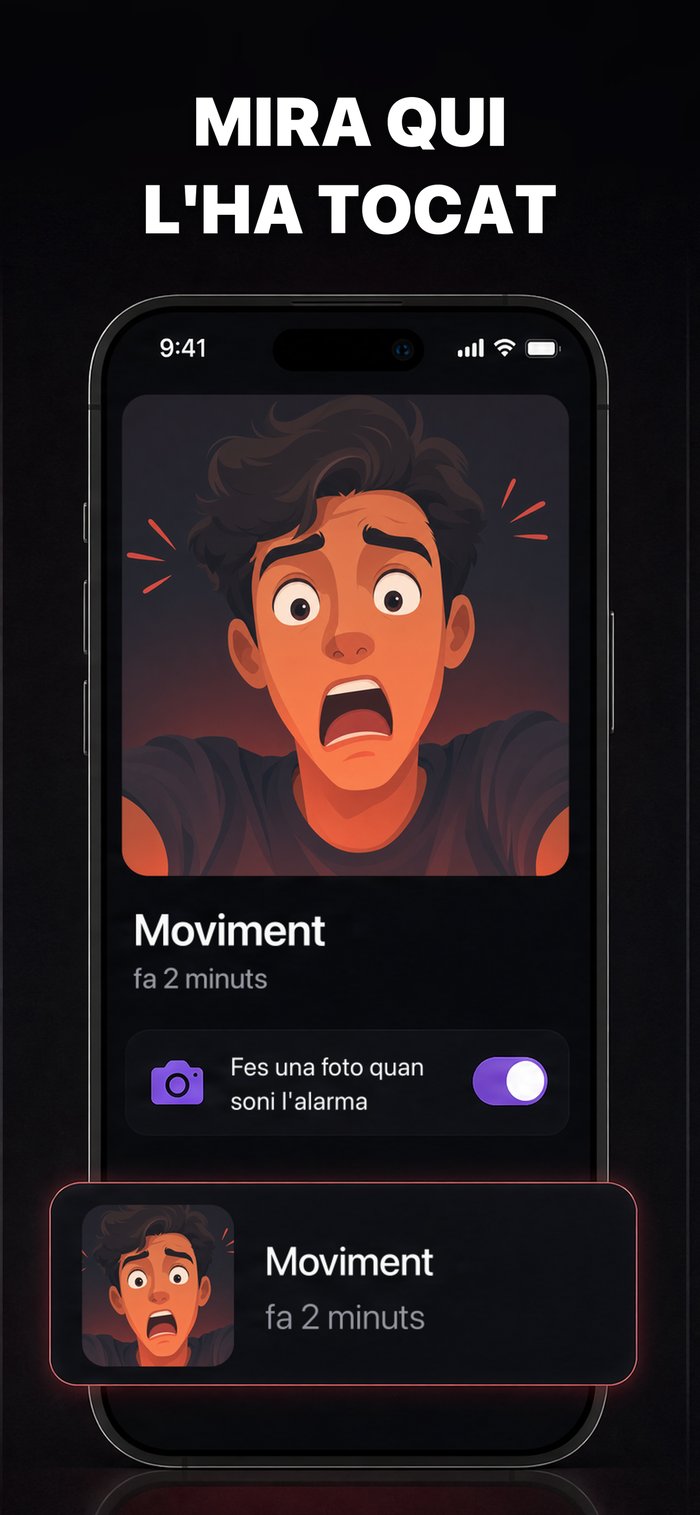 MIRA QUI
L'HA TOCAT
9:41
Moviment
fa 2 minuts
Fes una foto quan
soni l'alarma
Moviment
fa 2 minuts